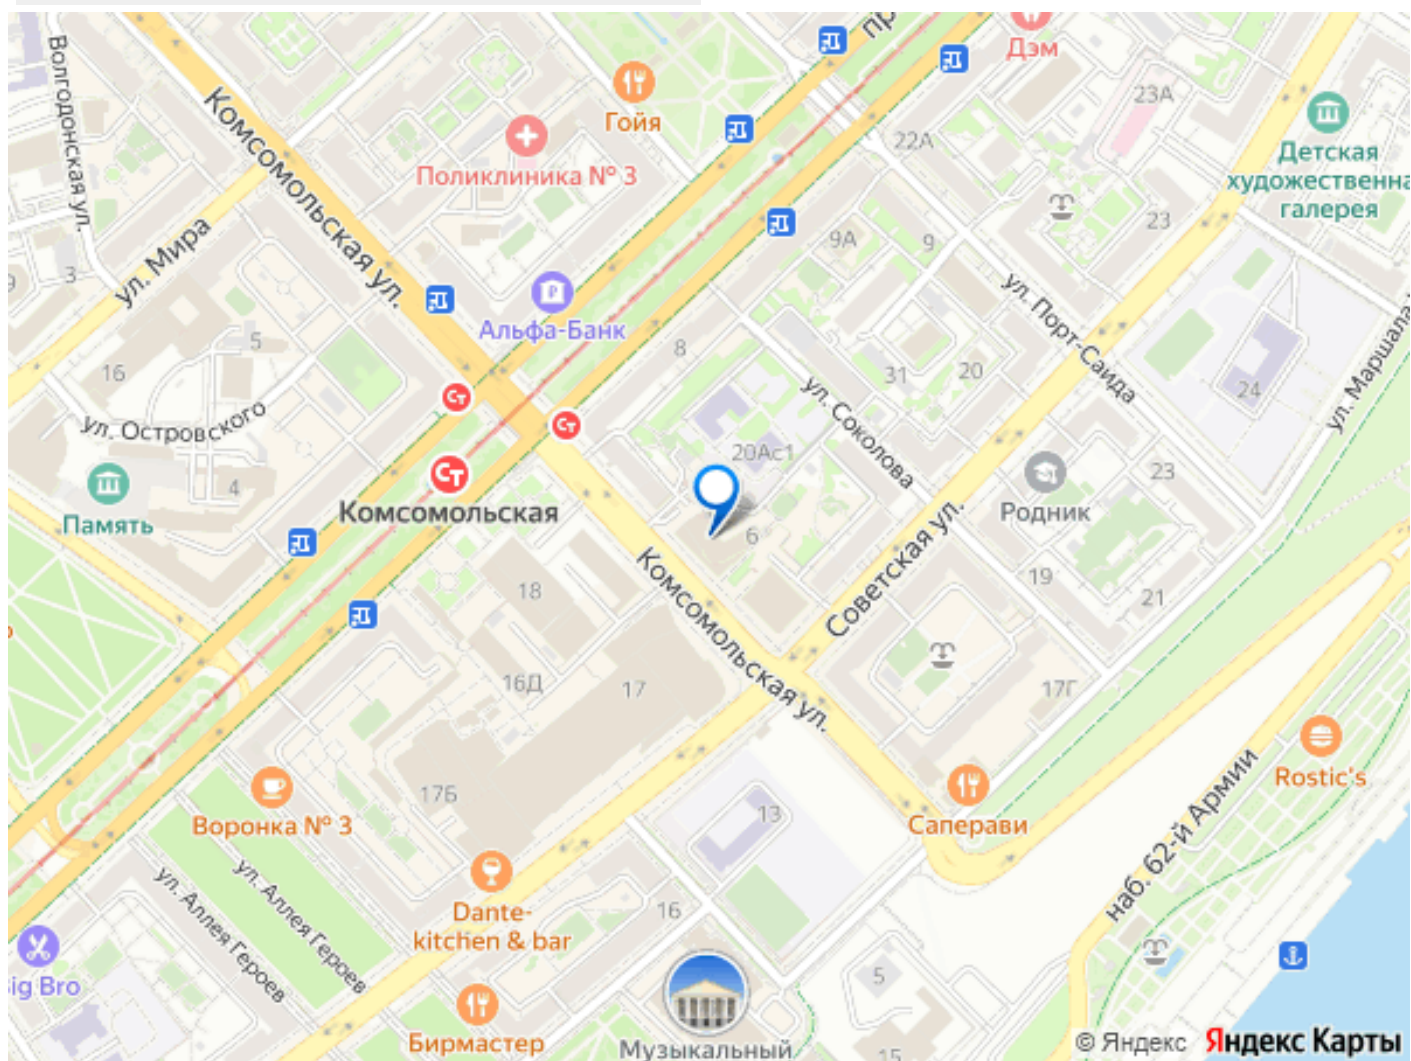 Дэм
Волгодонская ул.
Гойя
23А
Комсомольская ул.
22А
Поликлиника № 3
Детская
художественна
галерея
23
9А
9
ул. Мира
3
Альфа-Банк
ул. Порт-Саида
5
8
16
31
20
24
ул. Соколова
ул. Островского
20Ас1
23
4
Память
Комсомольская
Родник
6
Советская ул.
Комсомольская ул.
18
19
21
16Д
17
17Г
Rostic's
17Б
13
Воронка № 3
Саперави
наб. 62-й Армии
ул. Аллея Героев
ул. Аллея Героев
Dante-
kitchen & bar
16
5
ig Bro
Бирмастер
Музыкальный
15
© Яндекс Яндекс Карты